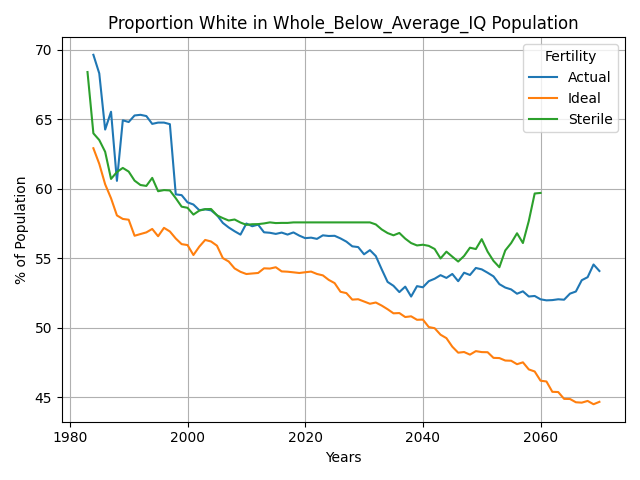 Proportion White in Whole_Below_Average_IQ Population
70
65
60
55
50
45
% of Population
Fertility
Actual
Ideal
Sterile
1980
2000
2020
2040
2060
Years